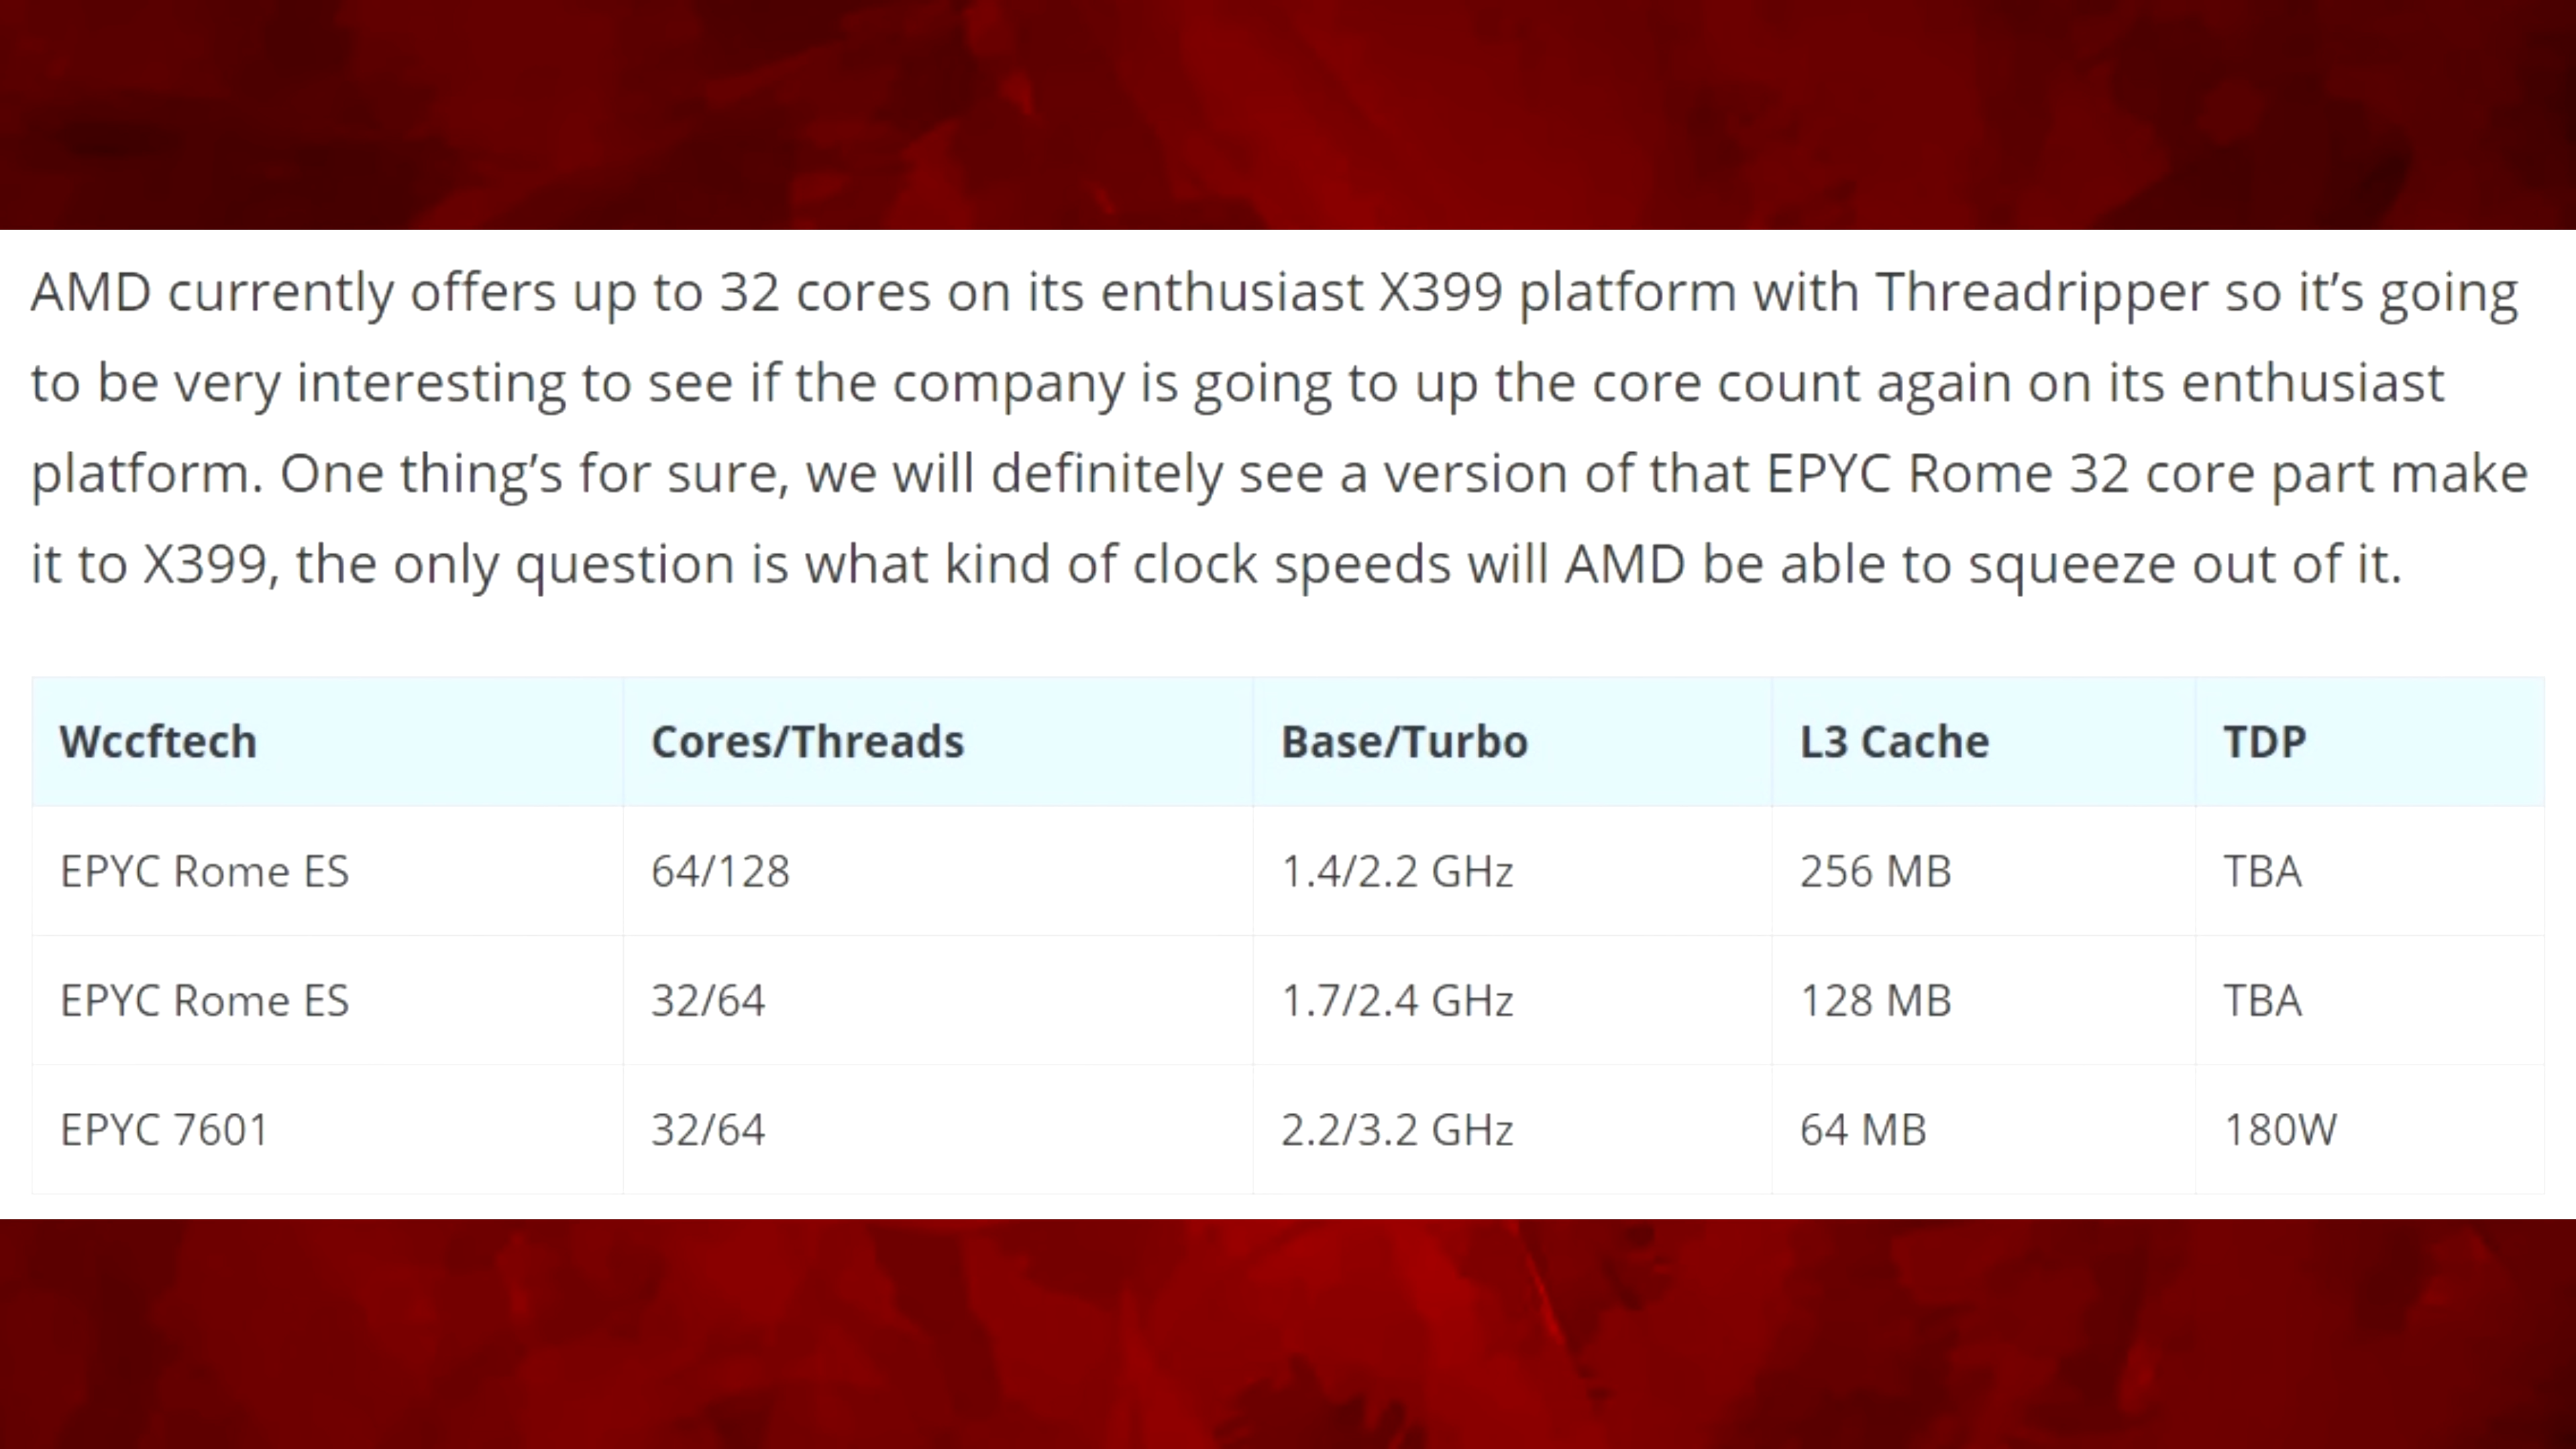 AMD currently offers up to 32 cores on its enthusiast X399 platform with Threadripper so it’s going
to be very interesting to see if the company is going to up the core count again on its enthusiast
platform. One thing’s for sure, we will definitely see a version of that EPYC Rome 32 core part make
it to X399, the only question is what kind of clock speeds will AMD be able to squeeze out of it.
Wccftech Cores/Threads Base/Turbo L3 Cache TDP
EPYC Rome ES 64/128 1.4/2.2 GHz 256 MB TBA
EPYC Rome ES 32/64 1.7/2.4 GHz 128 MB TBA
EPYC 7601 32/64 2.2/3.2 GHz 64 MB 180W